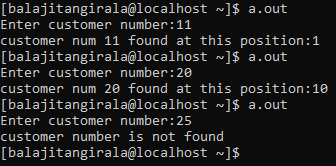 [balajitangirala@localhost ~]$ a.out
Enter customer number:11
customer num 11 found at this position:1
[balajitangirala@localhost ~]$ a.out
Enter customer number:20
customer num 20 found at this position:10
[balajitangirala@localhost ~]$ a.out
Enter customer number:25
customer number is not found
[balajitangirala@localhost ~]$